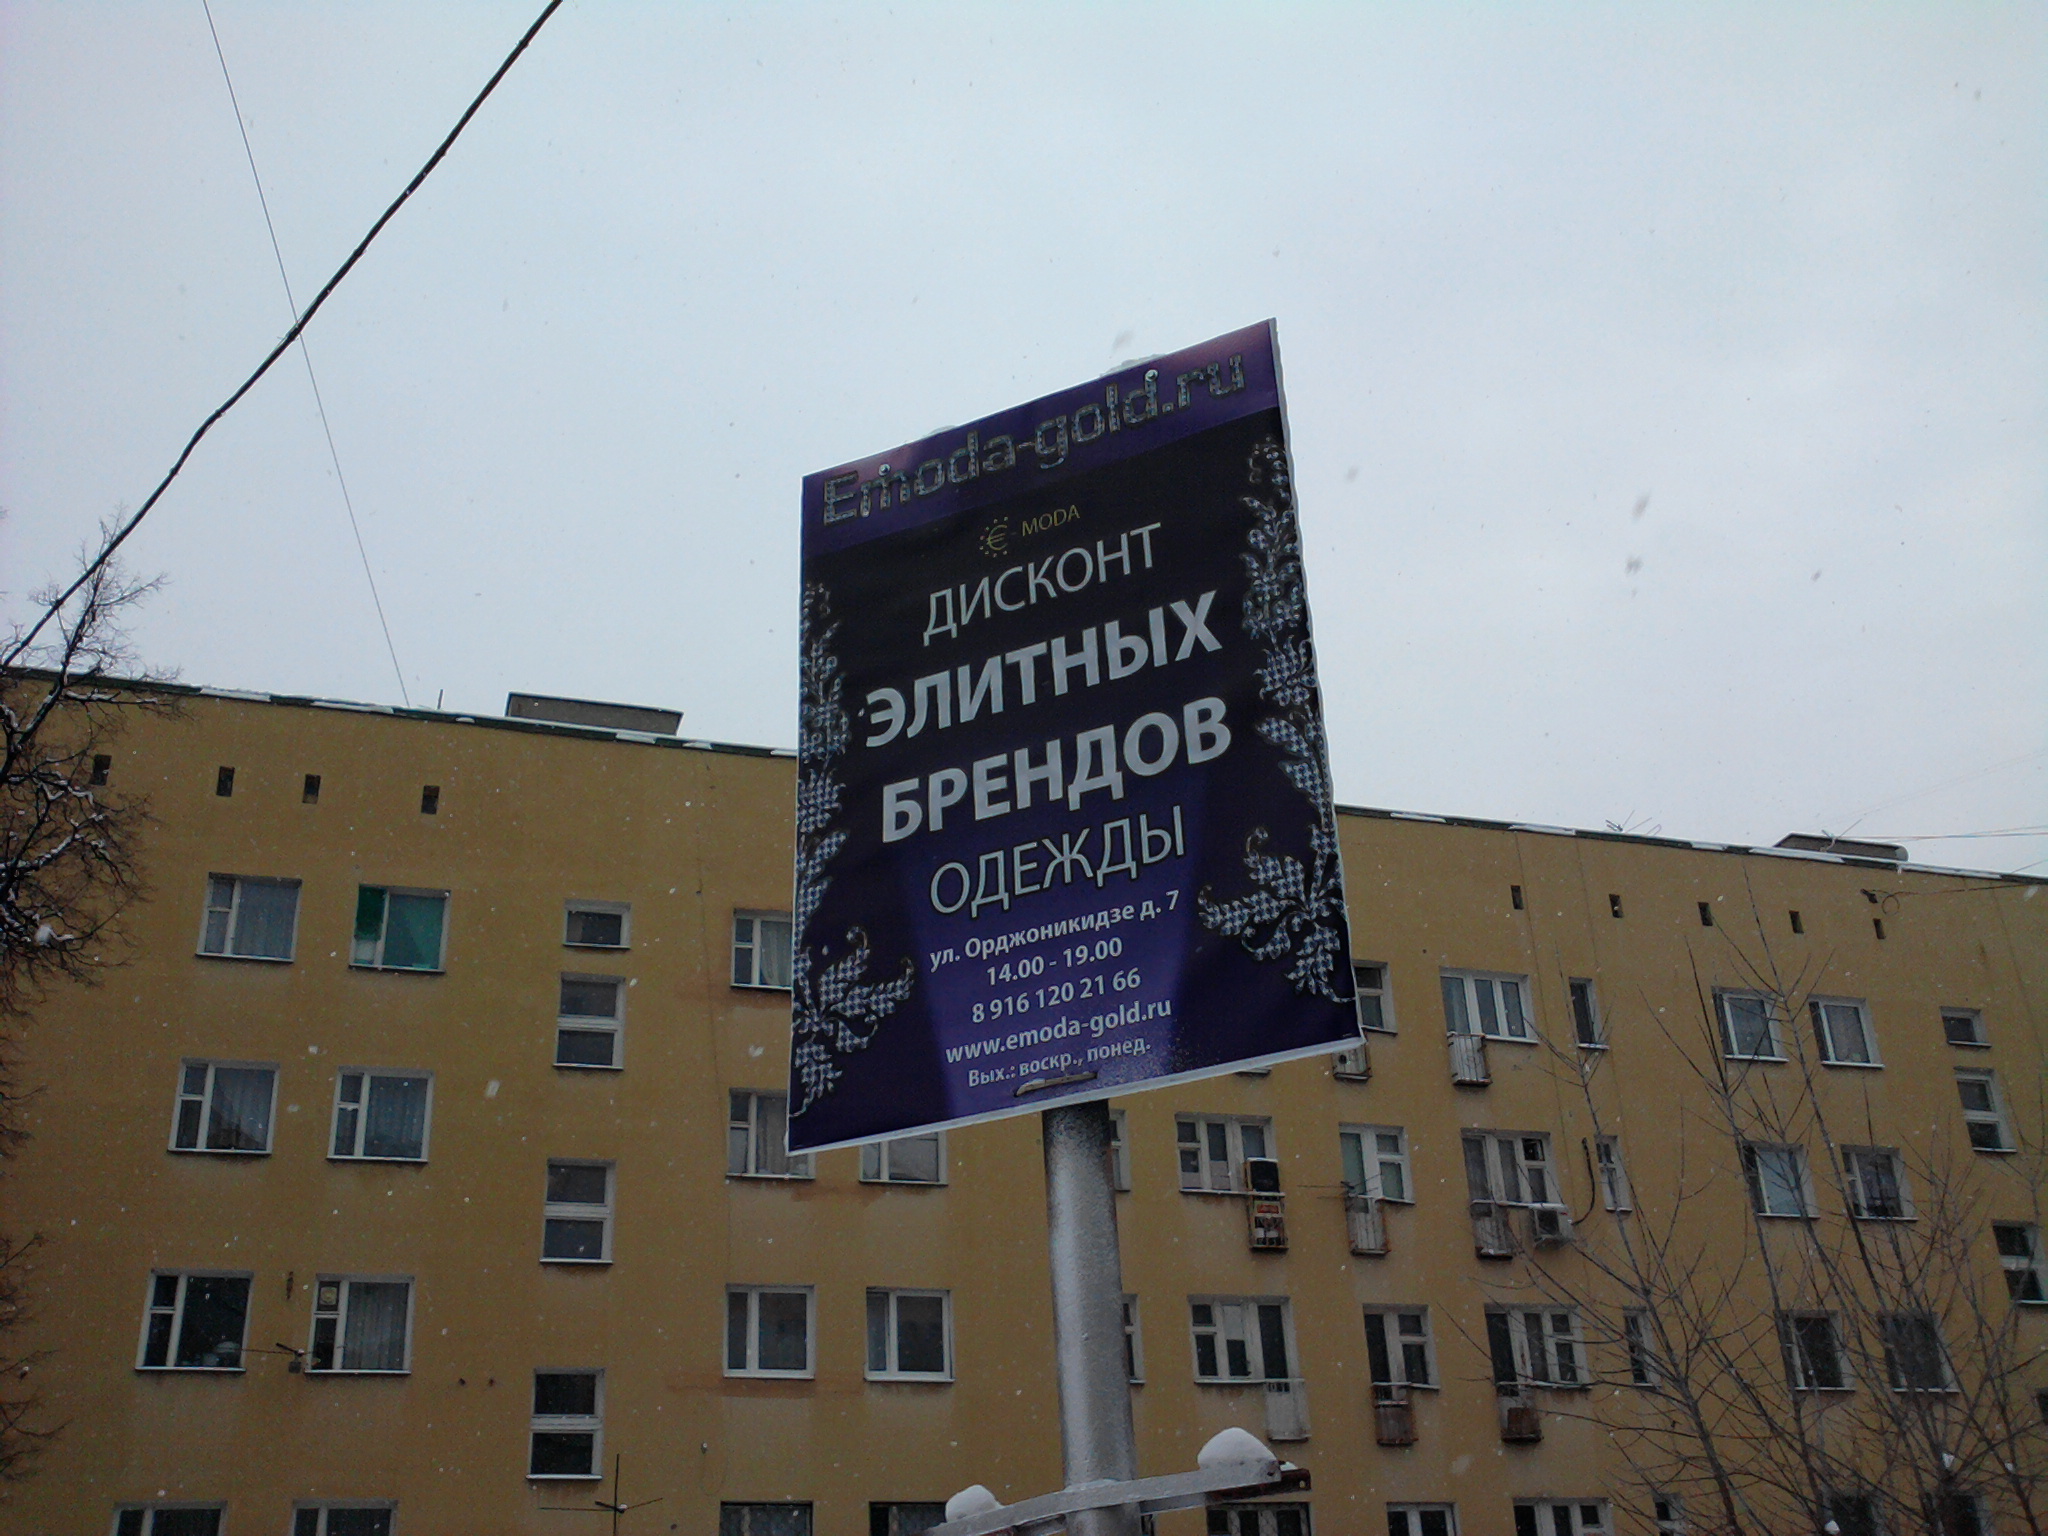 Emoda-gold.ru
€ MODA
ДИСКОНТ
ЭЛИТНЫХ
БРЕНДОВ
ОДЕЖДЫ
ул. Орджоникидзе д. 7
14.00 - 19.00
8 916 120 21 66
www.emoda-gold.ru
Вых.: воскр., понед.